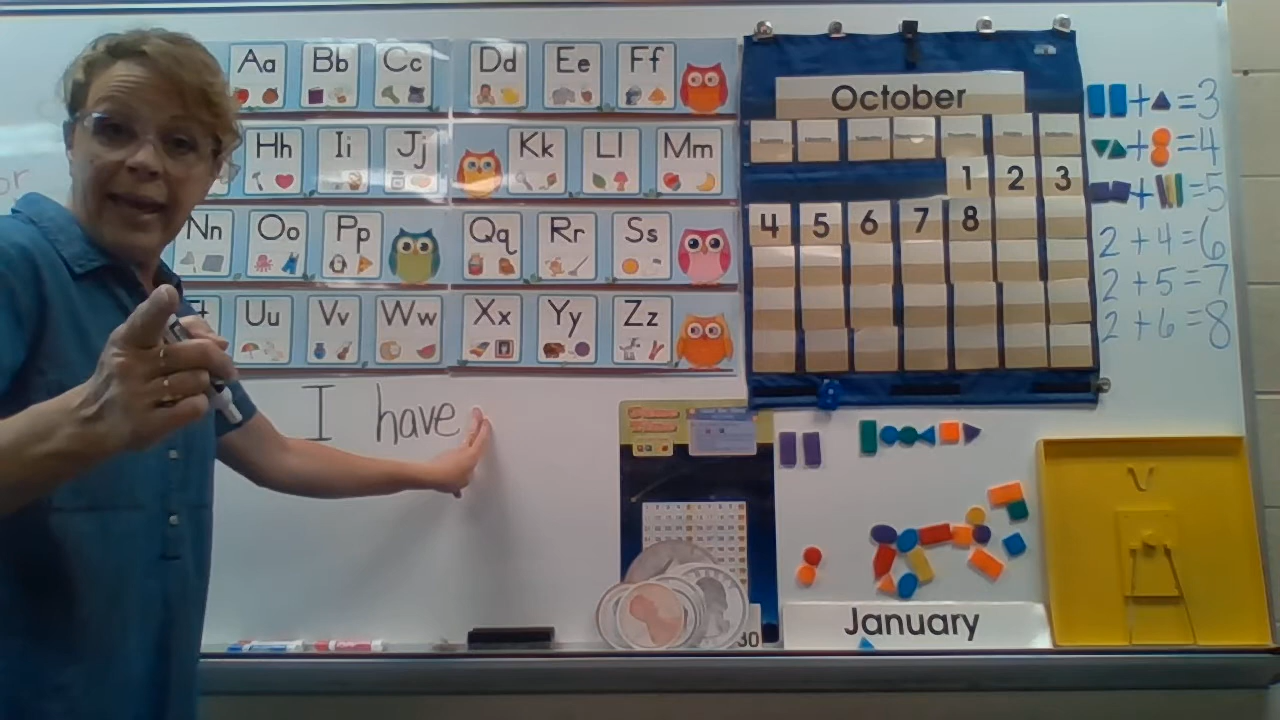 Aa Bb Cc Dd Ee Ff
Hh Ii Jj Kk Ll Mm
Nn Oo Pp Qq Rr Ss
Uu Vv Ww Xx Yy Zz
I have
October
1 2 3
4 5 6 7 8
+ = 3
+ = 4
+ = 5
2 + 4 = 6
2 + 5 = 7
2 + 6 = 8
January
30
or